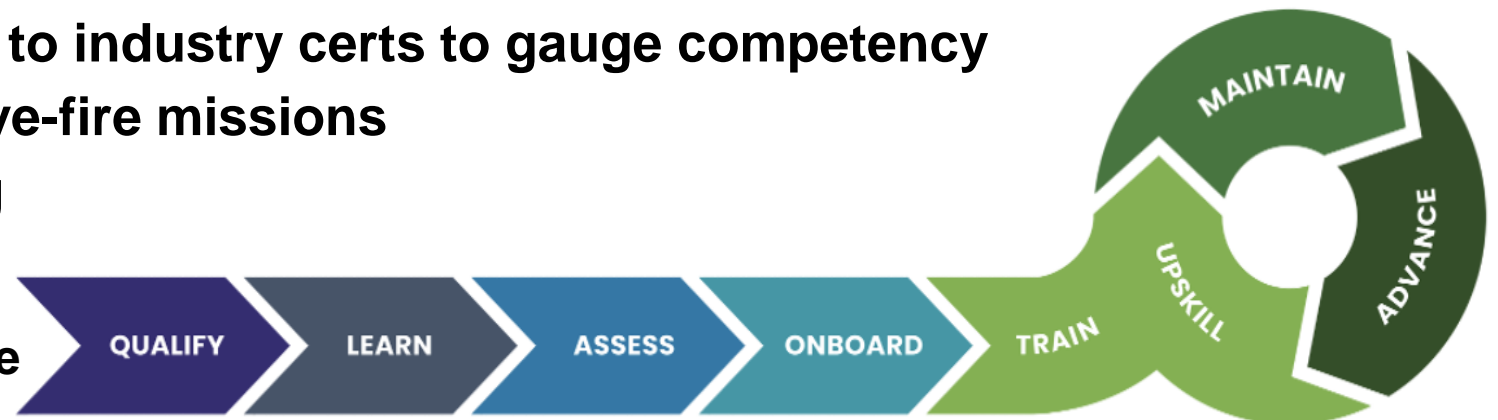 to industry certs to gauge competency
ve-fire missions
g
e
QUALIFY
LEARN
ASSESS
ONBOARD
TRAIN
UPSKILL
MAINTAIN
ADVANCE